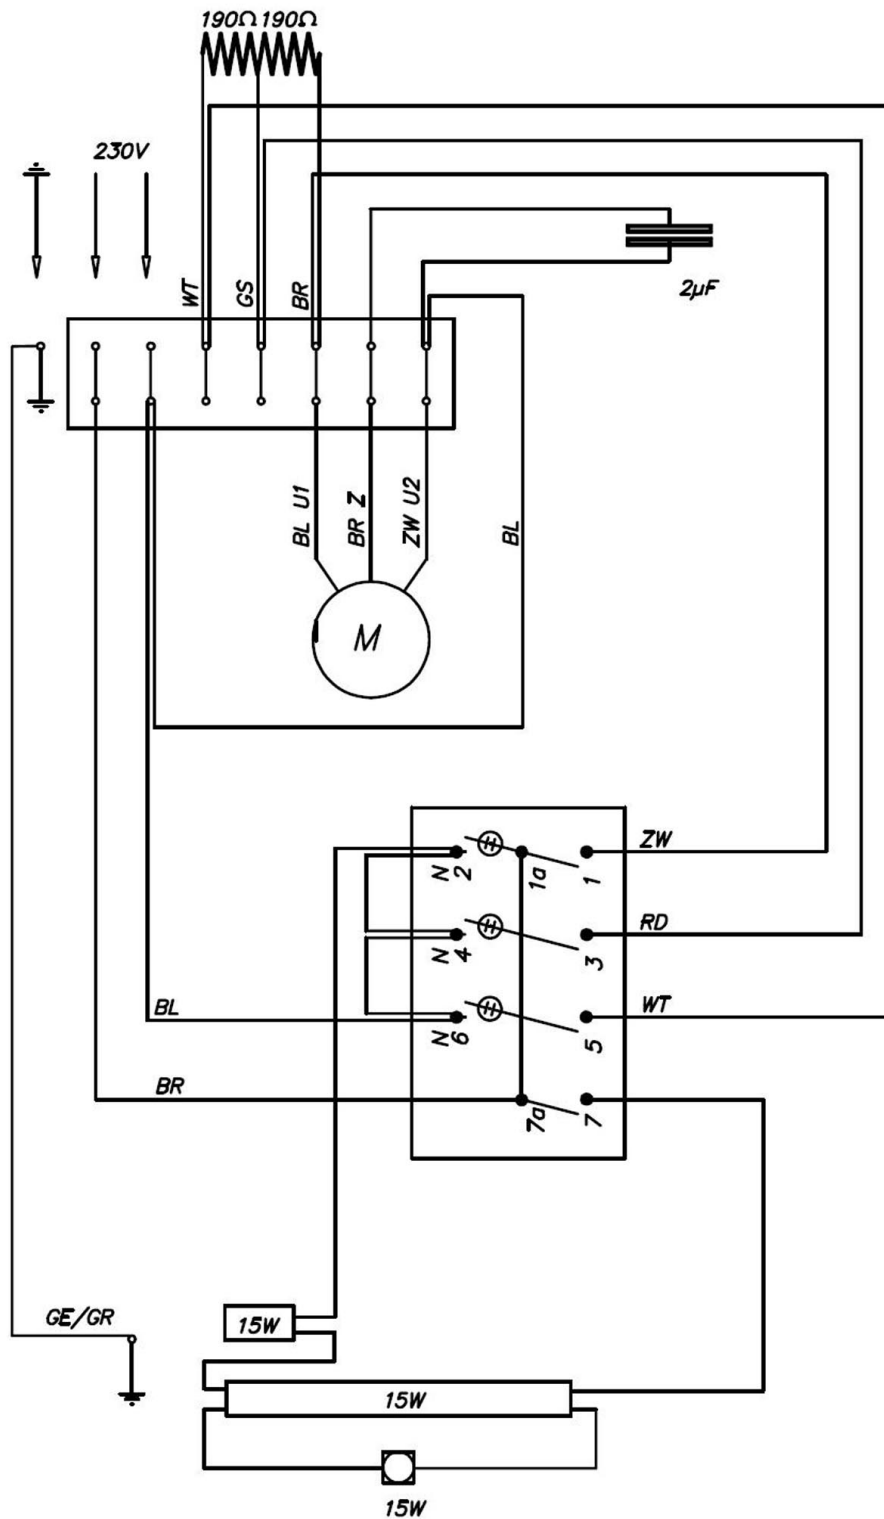 190Ω 190Ω
230V
WT
GS
BR
2µF
BL U1
BR Z
ZW U2
BL
M
ZW
N 2
1a
1
RD
N 4
3
WT
BL
N 6
5
BR
7a
7
GE/GR
15W
15W
15W